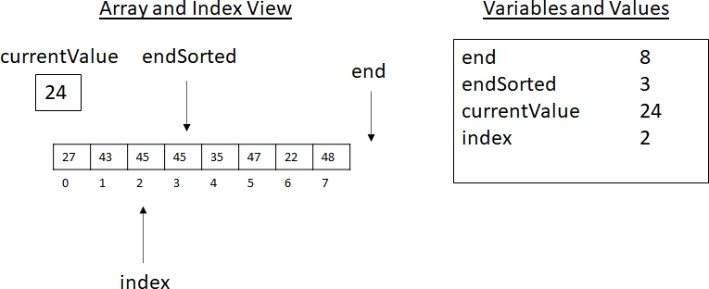 Array and Index View
Variables and Values
currentValue endSorted
end
24
27 43 45 45 35 47 22 48
0 1 2 3 4 5 6 7
index
end 8
endSorted 3
currentValue 24
index 2